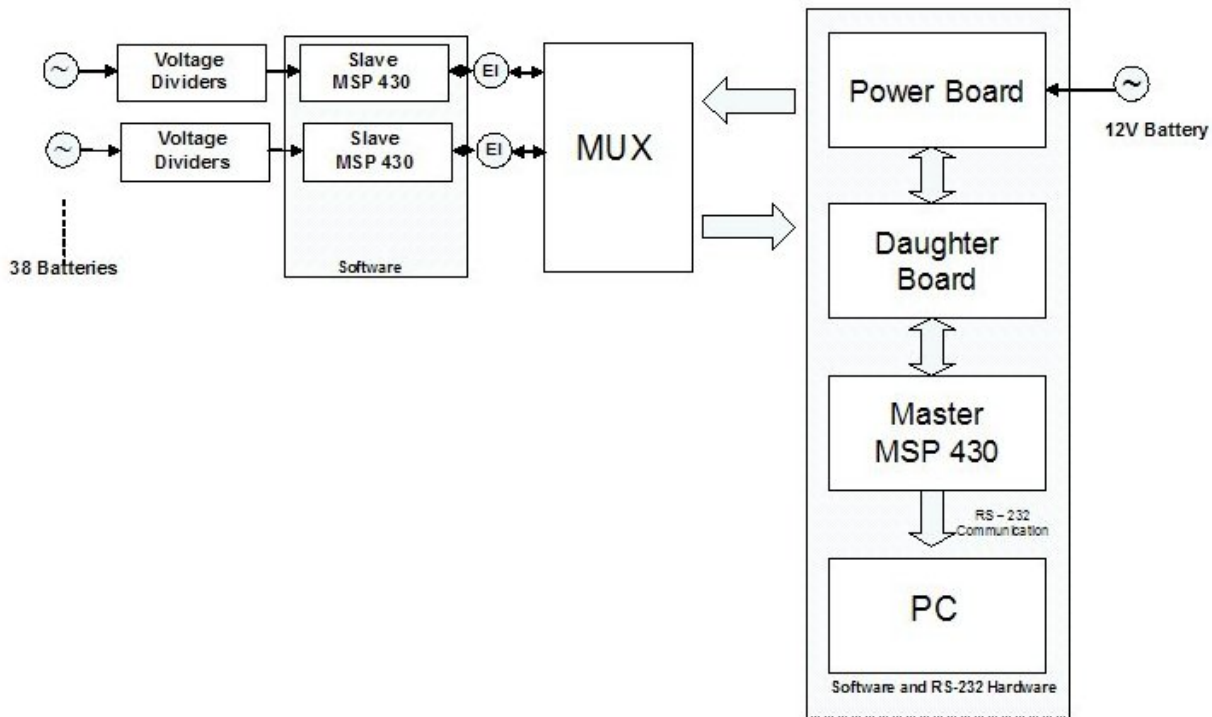 Voltage
Dividers
Slave
MSP 430
EI
Voltage
Dividers
Slave
MSP 430
EI
38 Batteries
Software
MUX
Power Board
12V Battery
Daughter
Board
Master
MSP 430
RS – 232
Communication
PC
Software and RS-232 Hardware